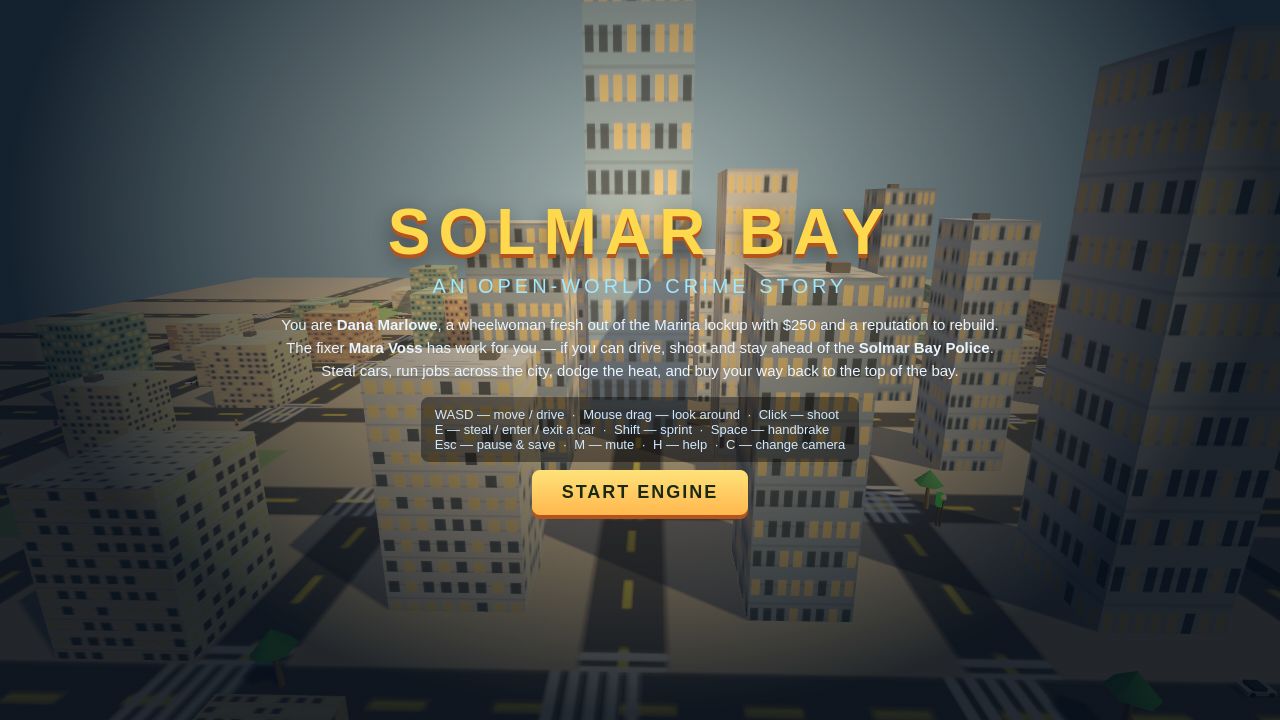 SOLMAR BAY
AN OPEN-WORLD CRIME STORY
You are Dana Marlowe, a wheelwoman fresh out of the Marina lockup with $250 and a reputation to rebuild.
The fixer Mara Voss has work for you — if you can drive, shoot and stay ahead of the Solmar Bay Police.
Steal cars, run jobs across the city, dodge the heat, and buy your way back to the top of the bay.
WASD — move / drive · Mouse drag — look around · Click — shoot
E — steal / enter / exit a car · Shift — sprint · Space — handbrake
Esc — pause & save · M — mute · H — help · C — change camera
START ENGINE